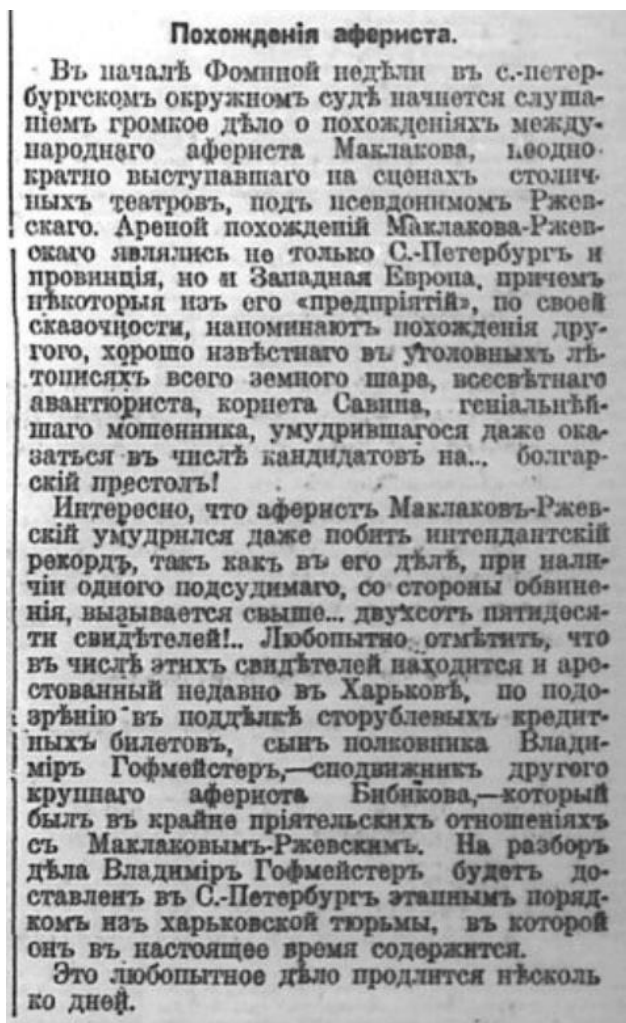 Похожденія афериста.
Въ началѣ Фоминой недѣли въ с.-петер-
бургскомъ окружномъ судѣ начнется слуша-
ніемъ громкое дѣло о похожденіяхъ между-
народнаго афериста Маклакова, неодно-
кратно выступавшаго на сценахъ столич-
ныхъ театровъ, подъ псевдонимомъ Ржев-
скаго. Ареной похожденій Маклакова-Ржев-
скаго являлись не только С.-Петербургъ и
провинція, но и Западная Европа, причемъ
нѣкоторыя изъ его «предпріятій», по своей
сказочности, напоминаютъ похожденія дру-
гого, хорошо извѣстнаго въ уголовныхъ лѣ-
тописяхъ всего земного шара, всесвѣтнаго
авантюриста, корнета Савина, геніальнѣй-
шаго мошенника, умудрившагося даже ока-
заться въ числѣ кандидатовъ на... болгар-
скій престолъ!
Интересно, что аферистъ Маклаковъ-Ржев-
скій умудрился даже побить интендантскій
рекордъ, такъ какъ въ его дѣлѣ, при нали-
чіи одного подсудимаго, со стороны обвине-
нія, вызывается свыше... двухсотъ пятидеся-
ти свидѣтелей!.. Любопытно отмѣтить, что
въ числѣ этихъ свидѣтелей находится и аре-
стованный недавно въ Харьковѣ, по подо-
зрѣнію въ поддѣлкѣ сторублевыхъ кредит-
ныхъ билетовъ, сынъ полковника Влади-
міръ Гофмейстеръ,—сподвижникъ другого
крупнаго афериста Бибикова,—который
былъ въ крайне пріятельскихъ отношеніяхъ
съ Маклаковымъ-Ржевскимъ. На разборъ
дѣла Владиміръ Гофмейстеръ будетъ до-
ставленъ въ С.-Петербургъ этапнымъ поряд-
комъ изъ харьковской тюрьмы, въ которой
онъ въ настоящее время содержится.
Это любопытное дѣло продлится нѣсколь
ко дней.